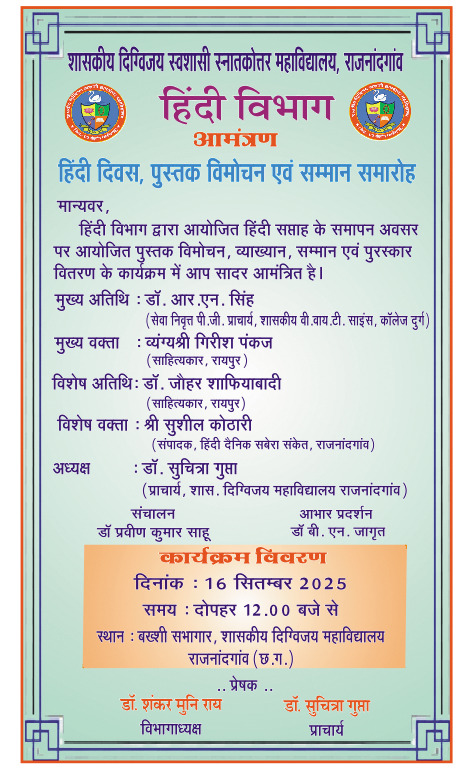 शासकीय दिग्विजय स्वशासी स्नातकोत्तर महाविद्यालय, राजनांदगांव
हिंदी विभाग
आमंत्रण
हिंदी दिवस, पुस्तक विमोचन एवं सम्मान समारोह
मान्यवर,
हिंदी विभाग द्वारा आयोजित हिंदी सप्ताह के समापन अवसर
पर आयोजित पुस्तक विमोचन, व्याख्यान, सम्मान एवं पुरस्कार
वितरण के कार्यक्रम में आप सादर आमंत्रित है।
मुख्य अतिथि : डॉ. आर.एन. सिंह
(सेवा निवृत पी.जी. प्राचार्य, शासकीय वी.वाय.टी. साइंस, कॉलेज दुर्ग)
मुख्य वक्ता : व्यंग्यश्री गिरीश पंकज
(साहित्यकार, रायपुर)
विशेष अतिथि: डॉ. जौहर शाफियाबादी
(साहित्यकार, रायपुर)
विशेष वक्ता : श्री सुशील कोठारी
(संपादक, हिंदी दैनिक सबेरा संकेत, राजनांदगांव)
अध्यक्ष : डॉ. सुचित्रा गुप्ता
(प्राचार्य, शास. दिग्विजय महाविद्यालय राजनांदगांव)
संचालन आभार प्रदर्शन
डॉ प्रवीण कुमार साहू डॉ बी. एन. जागृत
कार्यक्रम विवरण
दिनांक : 16 सितम्बर 2025
समय : दोपहर 12.00 बजे से
स्थान : बख्शी सभागार, शासकीय दिग्विजय महाविद्यालय
राजनांदगांव (छ.ग.)
.. प्रेषक ..
डॉ. शंकर मुनि राय डॉ. सुचित्रा गुप्ता
विभागाध्यक्ष प्राचार्य